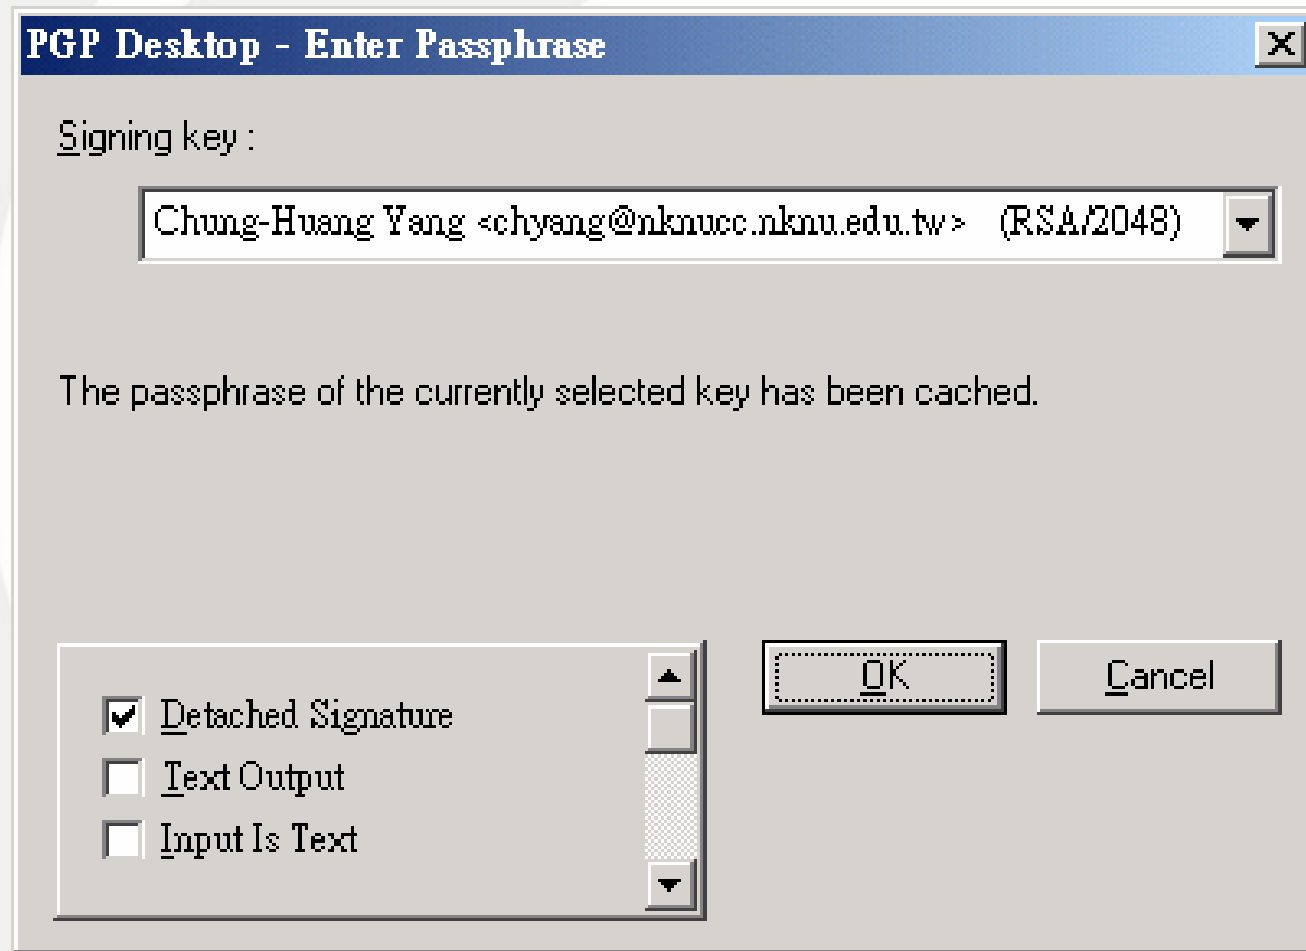 PGP Desktop - Enter Passphrase
Signing key :
Chung-Huang Yang <chyang@nknucc.nknu.edu.tw> (RSA/2048)
The passphrase of the currently selected key has been cached.
Detached Signature
Text Output
Input Is Text
OK
Cancel